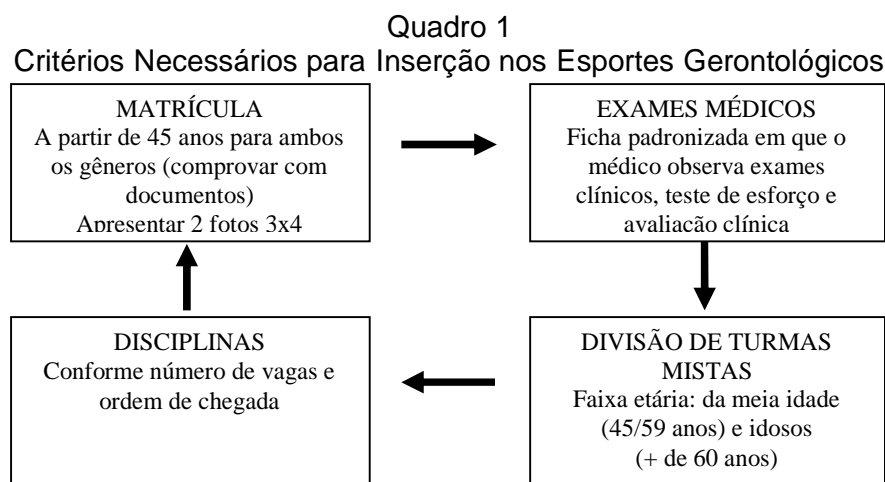 Quadro 1
Critérios Necessários para Inserção nos Esportes Gerontológicos
MATRÍCULA
A partir de 45 anos para ambos
os gêneros (comprovar com
documentos)
Apresentar 2 fotos 3x4
EXAMES MÉDICOS
Ficha padronizada em que o
médico observa exames
clínicos, teste de esforço e
avaliação clínica
DISCIPLINAS
Conforme número de vagas e
ordem de chegada
DIVISÃO DE TURMAS
MISTAS
Faixa etária: da meia idade
(45/59 anos) e idosos
(+ de 60 anos)